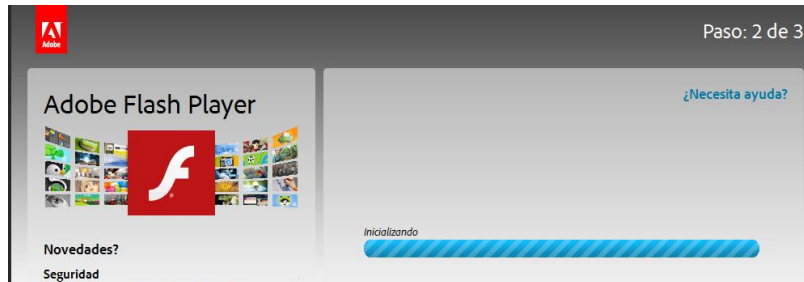 Adobe
Paso: 2 de 3
Adobe Flash Player
¿Necesita ayuda?
Inicializando
Novedades?
Seguridad